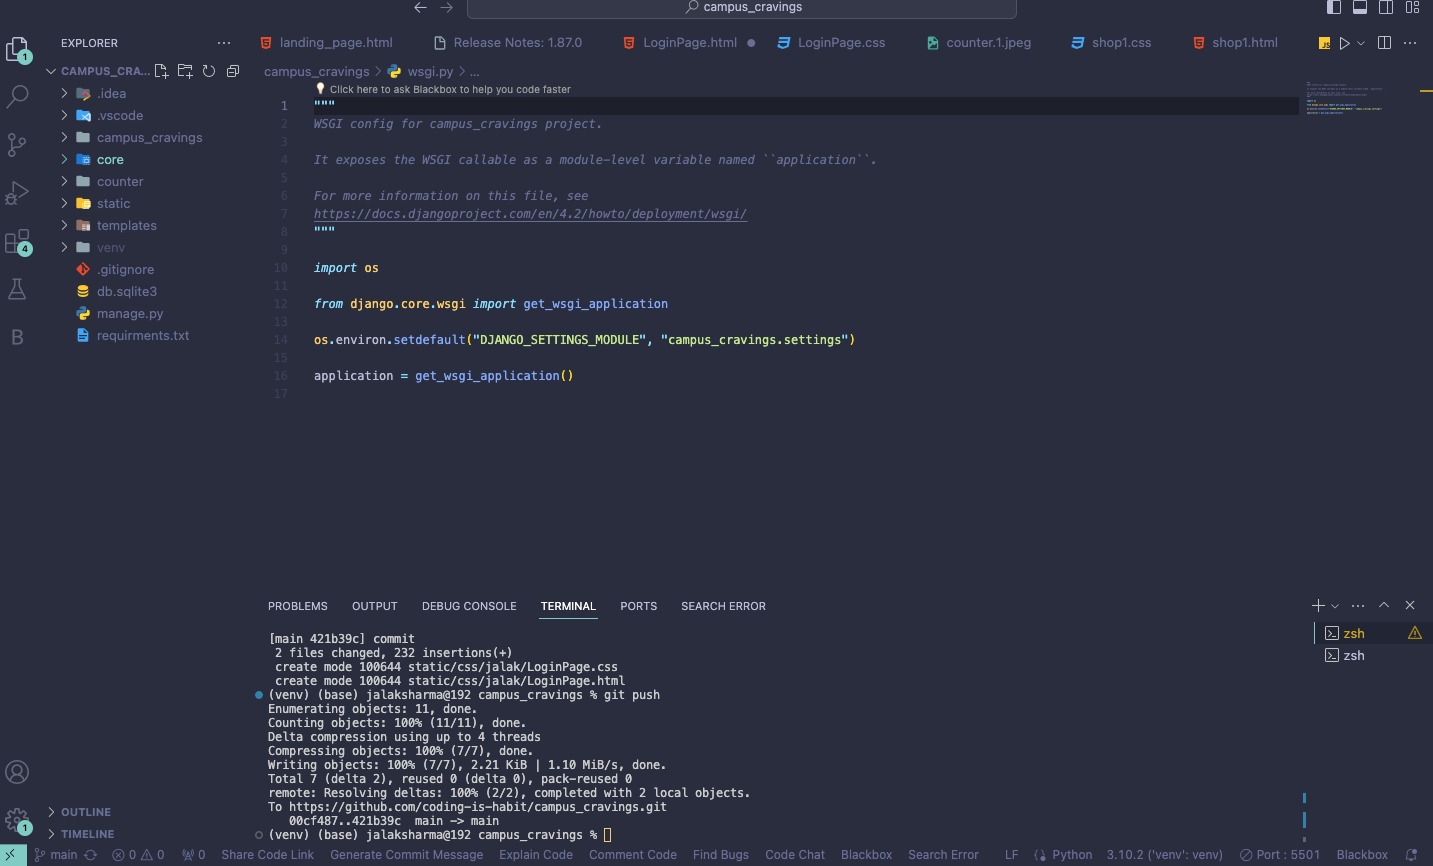 campus_cravings
EXPLORER
landing_page.html
Release Notes: 1.87.0
LoginPage.html
LoginPage.css
counter.1.jpeg
shop1.css
shop1.html
JS
1
CAMPUS_CRA...
campus_cravings > wsgi.py > ...
.idea
.vscode
campus_cravings
core
counter
static
templates
venv
.gitignore
db.sqlite3
manage.py
requirments.txt
4
B
Click here to ask Blackbox to help you code faster
1 """
2 WSGI config for campus_cravings project.
3
4 It exposes the WSGI callable as a module-level variable named ``application``.
5
6 For more information on this file, see
7 https://docs.djangoproject.com/en/4.2/howto/deployment/wsgi/
8 """
9
10 import os
11
12 from django.core.wsgi import get_wsgi_application
13
14 os.environ.setdefault("DJANGO_SETTINGS_MODULE", "campus_cravings.settings")
15
16 application = get_wsgi_application()
17
PROBLEMS OUTPUT DEBUG CONSOLE TERMINAL PORTS SEARCH ERROR
zsh
zsh
[main 421b39c] commit
2 files changed, 232 insertions(+)
create mode 100644 static/css/jalak/LoginPage.css
create mode 100644 static/css/jalak/LoginPage.html
(venv) (base) jalaksharma@192 campus_cravings % git push
Enumerating objects: 11, done.
Counting objects: 100% (11/11), done.
Delta compression using up to 4 threads
Compressing objects: 100% (7/7), done.
Writing objects: 100% (7/7), 2.21 KiB | 1.10 MiB/s, done.
Total 7 (delta 2), reused 0 (delta 0), pack-reused 0
remote: Resolving deltas: 100% (2/2), completed with 2 local objects.
To https://github.com/coding-is-habit/campus_cravings.git
00cf487..421b39c main -> main
(venv) (base) jalaksharma@192 campus_cravings %
OUTLINE
TIMELINE
1
main 0 0 0 Share Code Link Generate Commit Message Explain Code Comment Code Find Bugs Code Chat Blackbox Search Error LF Python 3.10.2 ('venv': venv) Port : 5501 Blackbox